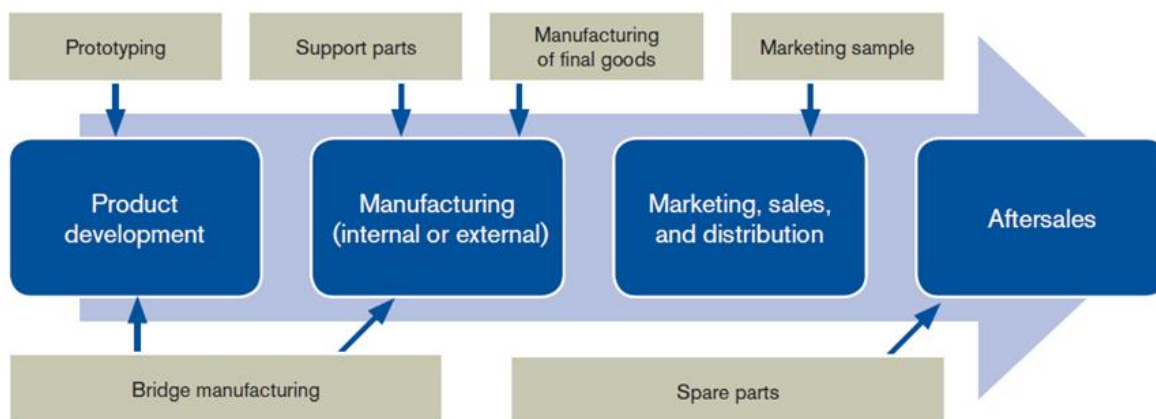 Prototyping
Support parts
Manufacturing
of final goods
Marketing sample
Product
development
Manufacturing
(internal or external)
Marketing, sales,
and distribution
Aftersales
Bridge manufacturing
Spare parts